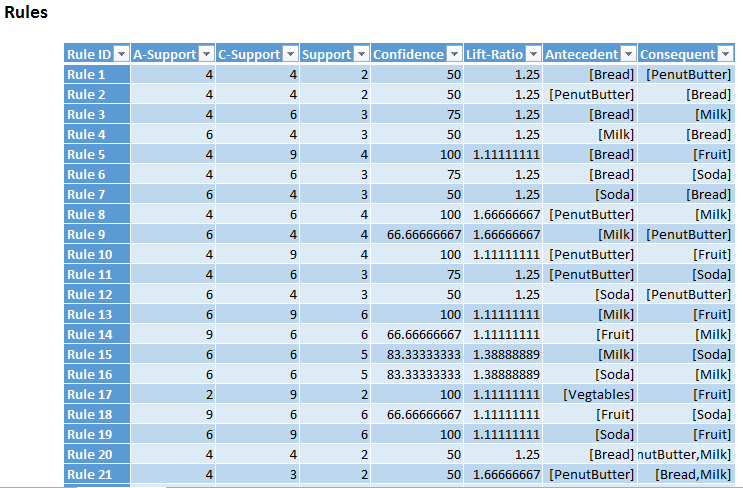 Rules
Rule ID A-Support C-Support Support Confidence Lift-Ratio Antecedent Consequent
Rule 1 4 4 2 50 1.25 [Bread] [PenutButter]
Rule 2 4 4 2 50 1.25 [PenutButter] [Bread]
Rule 3 4 6 3 75 1.25 [Bread] [Milk]
Rule 4 6 4 3 50 1.25 [Milk] [Bread]
Rule 5 4 9 4 100 1.11111111 [Bread] [Fruit]
Rule 6 4 6 3 75 1.25 [Bread] [Soda]
Rule 7 6 4 3 50 1.25 [Soda] [Bread]
Rule 8 4 6 4 100 1.66666667 [PenutButter] [Milk]
Rule 9 6 4 4 66.66666667 1.66666667 [Milk] [PenutButter]
Rule 10 4 9 4 100 1.11111111 [PenutButter] [Fruit]
Rule 11 4 6 3 75 1.25 [PenutButter] [Soda]
Rule 12 6 4 3 50 1.25 [Soda] [PenutButter]
Rule 13 6 9 6 100 1.11111111 [Milk] [Fruit]
Rule 14 9 6 6 66.66666667 1.11111111 [Fruit] [Milk]
Rule 15 6 6 5 83.33333333 1.38888889 [Milk] [Soda]
Rule 16 6 6 5 83.33333333 1.38888889 [Soda] [Milk]
Rule 17 2 9 2 100 1.11111111 [Vegtables] [Fruit]
Rule 18 9 6 6 66.66666667 1.11111111 [Fruit] [Soda]
Rule 19 6 9 6 100 1.11111111 [Soda] [Fruit]
Rule 20 4 4 2 50 1.25 [Bread] nutButter,Milk]
Rule 21 4 3 2 50 1.66666667 [PenutButter] [Bread,Milk]